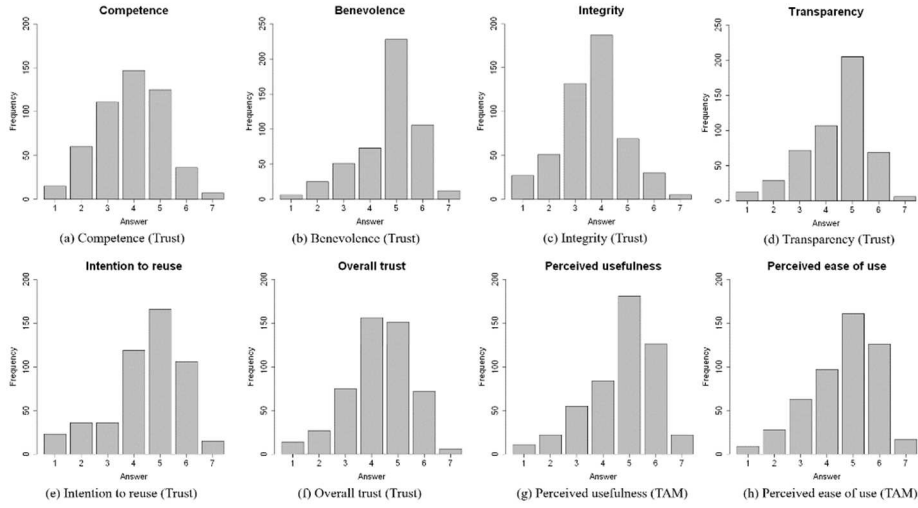 Competence
200
150
100
50
0
Frequency
1 2 3 4 5 6 7
Answer
(a) Competence (Trust)
Benevolence
250
200
150
100
50
0
Frequency
1 2 3 4 5 6 7
Answer
(b) Benevolence (Trust)
Integrity
200
150
100
50
0
Frequency
1 2 3 4 5 6 7
Answer
(c) Integrity (Trust)
Transparency
250
200
150
100
50
0
Frequency
1 2 3 4 5 6 7
Answer
(d) Transparency (Trust)
Intention to reuse
200
150
100
50
0
Frequency
1 2 3 4 5 6 7
Answer
(e) Intention to reuse (Trust)
Overall trust
200
150
100
50
0
Frequency
1 2 3 4 5 6 7
Answer
(f) Overall trust (Trust)
Perceived usefulness
200
150
100
50
0
Frequency
1 2 3 4 5 6 7
Answer
(g) Perceived usefulness (TAM)
Perceived ease of use
200
150
100
50
0
Frequency
1 2 3 4 5 6 7
Answer
(h) Perceived ease of use (TAM)